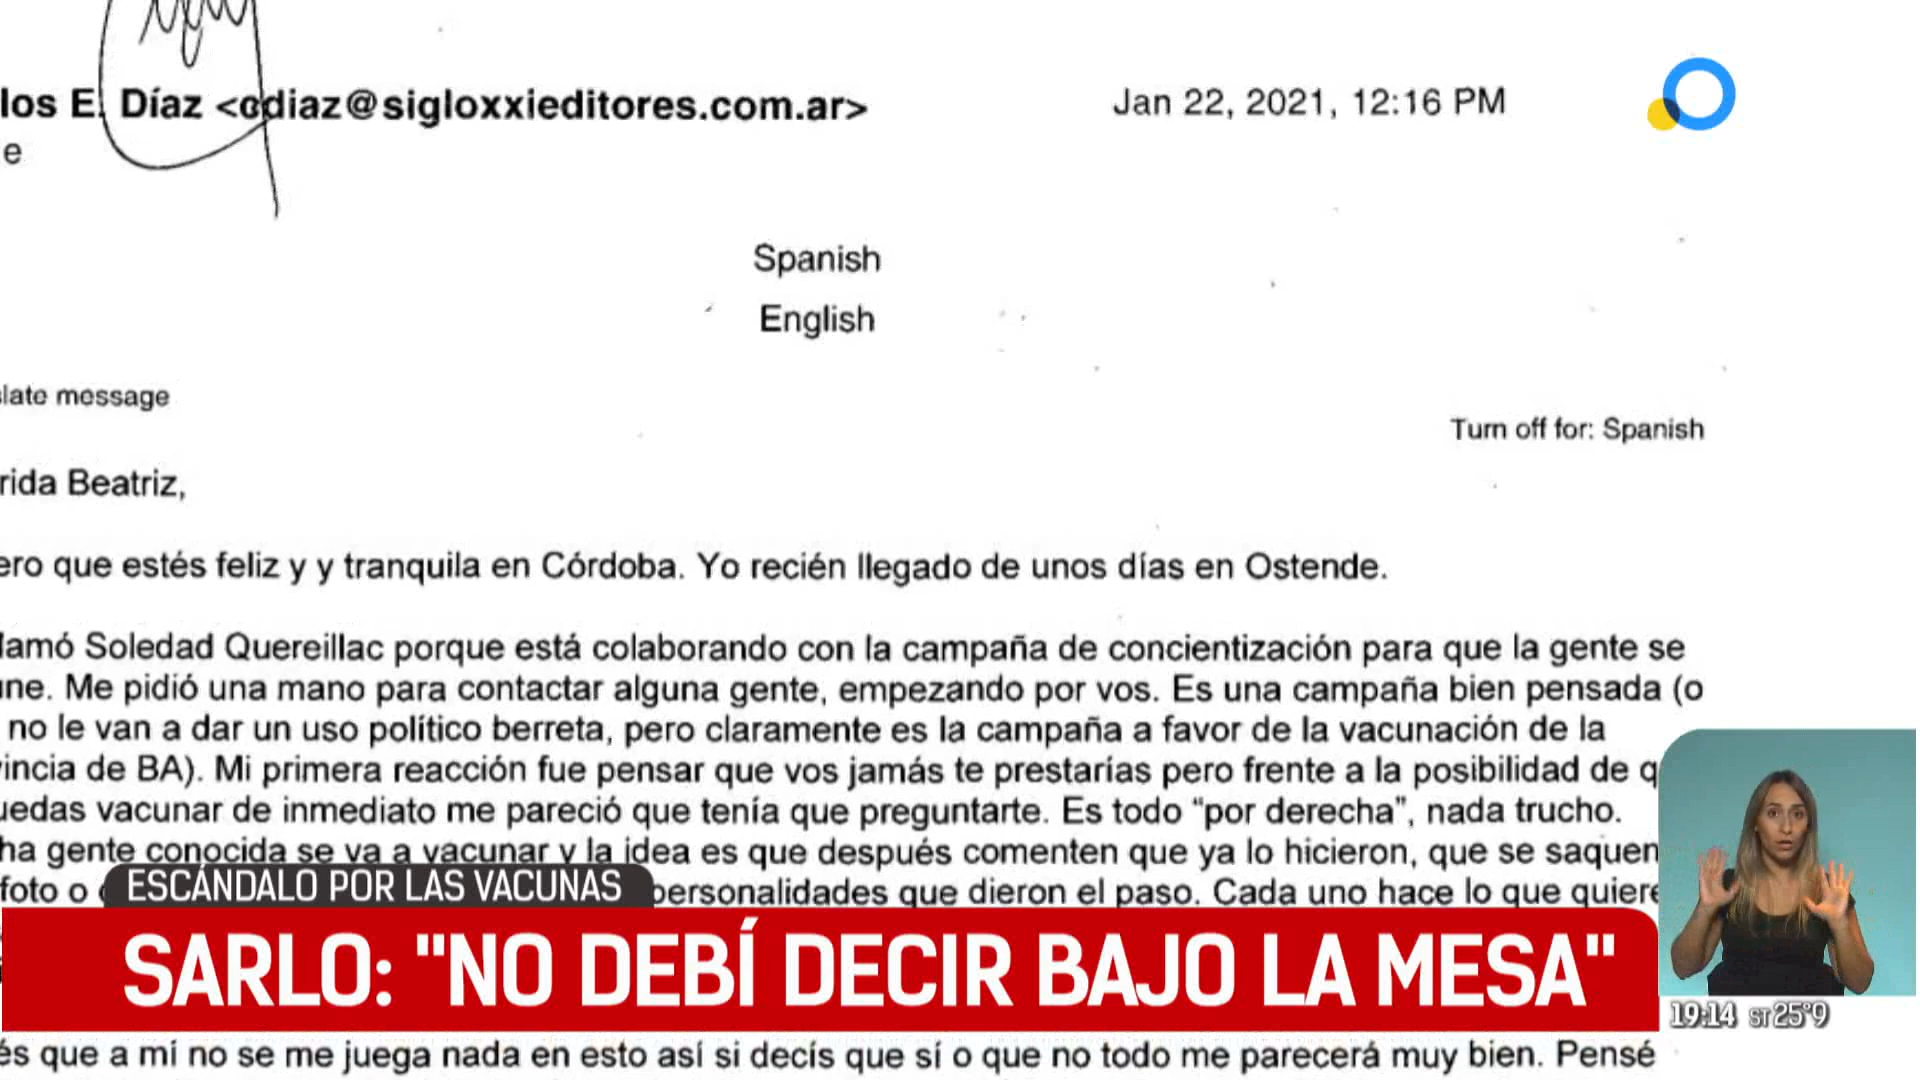 los E. Díaz <cdiaz@sigloxxieditores.com.ar> Jan 22, 2021, 12:16 PM
e
Spanish
English
late message
Turn off for: Spanish
rida Beatriz,
ero que estés feliz y y tranquila en Córdoba. Yo recién llegado de unos días en Ostende.
lamó Soledad Quereillac porque está colaborando con la campaña de concientización para que la gente se
une. Me pidió una mano para contactar alguna gente, empezando por vos. Es una campaña bien pensada (o
no le van a dar un uso político berreta, pero claramente es la campaña a favor de la vacunación de la
incia de BA). Mi primera reacción fue pensar que vos jamás te prestarías pero frente a la posibilidad de q
uedas vacunar de inmediato me pareció que tenía que preguntarte. Es todo “por derecha”, nada trucho.
ha gente conocida se va a vacunar y la idea es que después comenten que ya lo hicieron, que se saquen
foto o personalidades que dieron el paso. Cada uno hace lo que quiere
ESCÁNDALO POR LAS VACUNAS
SARLO: "NO DEBÍ DECIR BAJO LA MESA"
19:14 ST 25°9
és que a mí no se me juega nada en esto así si decís que sí o que no todo me parecerá muy bien. Pensé